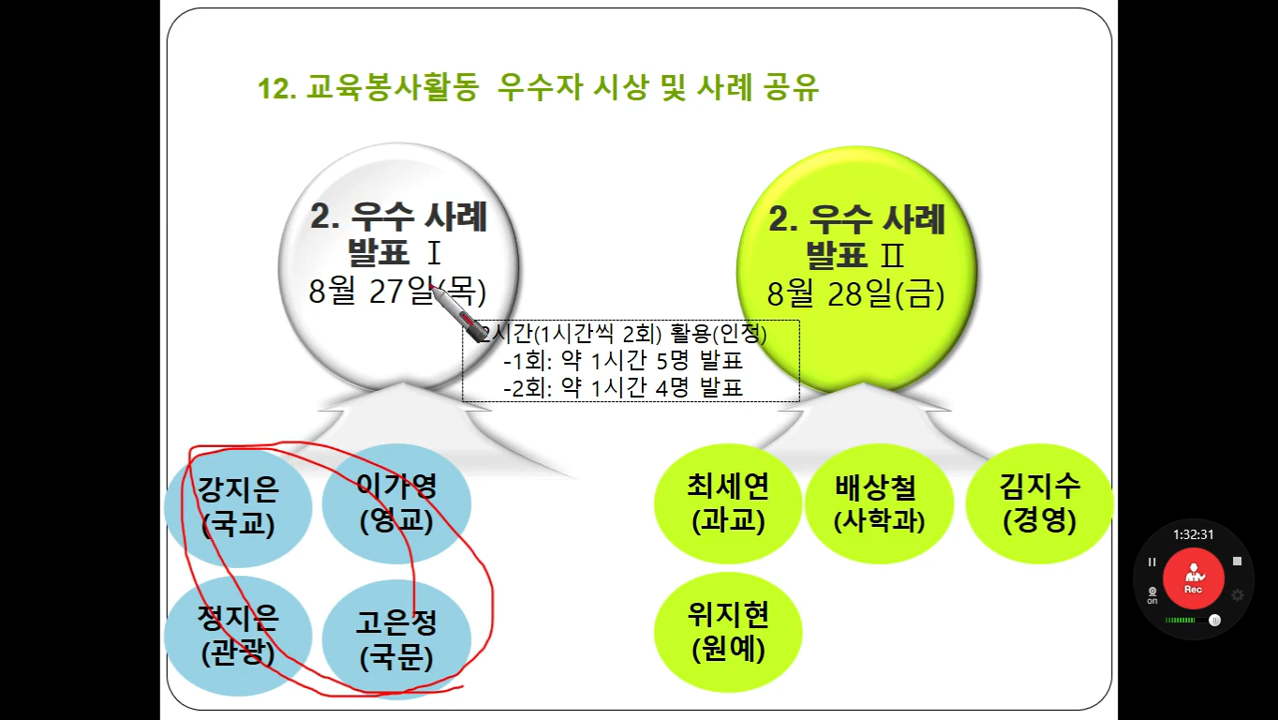 12. 교육봉사활동 우수자 시상 및 사례 공유
2. 우수 사례
발표 Ⅰ
8월 27일(목)
2. 우수 사례
발표 Ⅱ
8월 28일(금)
2시간(1시간씩 2회) 활용(인정)
-1회: 약 1시간 5명 발표
-2회: 약 1시간 4명 발표
강지은
(국교)
이가영
(영교)
정지은
(관광)
고은정
(국문)
최세연
(과교)
배상철
(사학과)
김지수
(경영)
위지현
(원예)
1:32:31
on
Rec